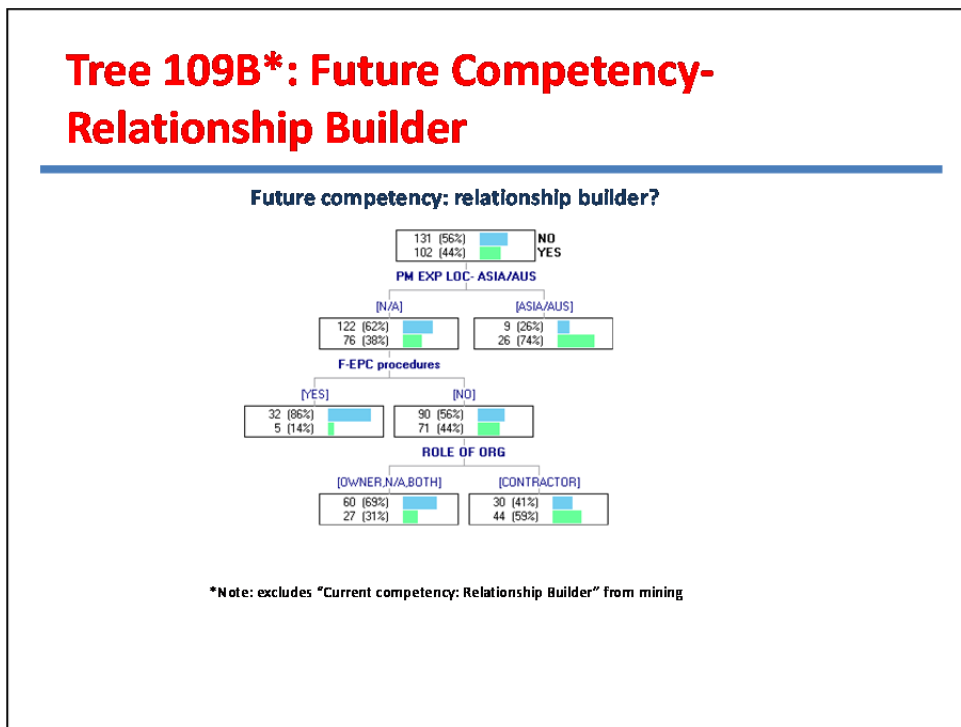 Tree 109B*: Future Competency-
Relationship Builder
Future competency: relationship builder?
131 (56%) NO
102 (44%) YES
PM EXP LOC- ASIA/AUS
[N/A] [ASIA/AUS]
122 (62%) 9 (26%)
76 (38%) 26 (74%)
F-EPC procedures
[YES] [NO]
32 (86%) 90 (56%)
5 (14%) 71 (44%)
ROLE OF ORG
[OWNER,N/A,BOTH] [CONTRACTOR]
60 (69%) 30 (41%)
27 (31%) 44 (59%)
*Note: excludes “Current competency: Relationship Builder” from mining